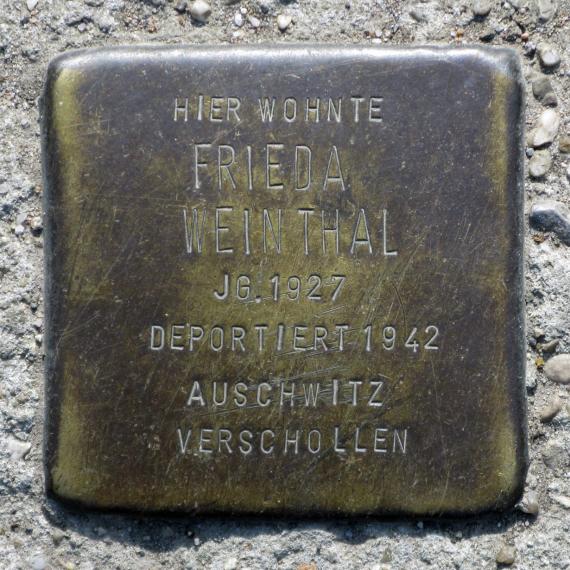 HIER WOHNTE
FRIEDA
WEINTHAL
JG. 1927
DEPORTIERT 1942
AUSCHWITZ
VERSCHOLLEN